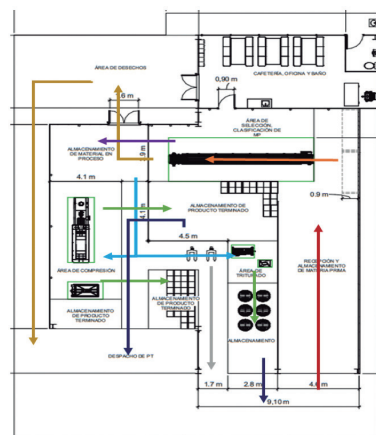 ÁREA DE DESECHOS
CAFETERÍA, OFICINA Y BAÑO
0,90 m
ÁREA DE
SELECCIÓN,
CLASIFICACIÓN DE
MP
ALMACENAMIENTO
DE MATERIAL EN
PROCESO
4.1 m
0.9 m
ALMACENAMIENTO DE
PRODUCTO TERMINADO
4.1 m
4.5 m
ÁREA DE COMPRESIÓN
ÁREA DE
TRITURADO
RECEPCIÓN Y
ALMACENAMIENTO
DE MATERIA PRIMA
ALMACENAMIENTO
DE PRODUCTO
TERMINADO
ALMACENAMIENTO
DE PRODUCTO
TERMINADO
DESPACHO DE PT
ALMACENAMIENTO
1.7 m
2.8 m
9,10 m